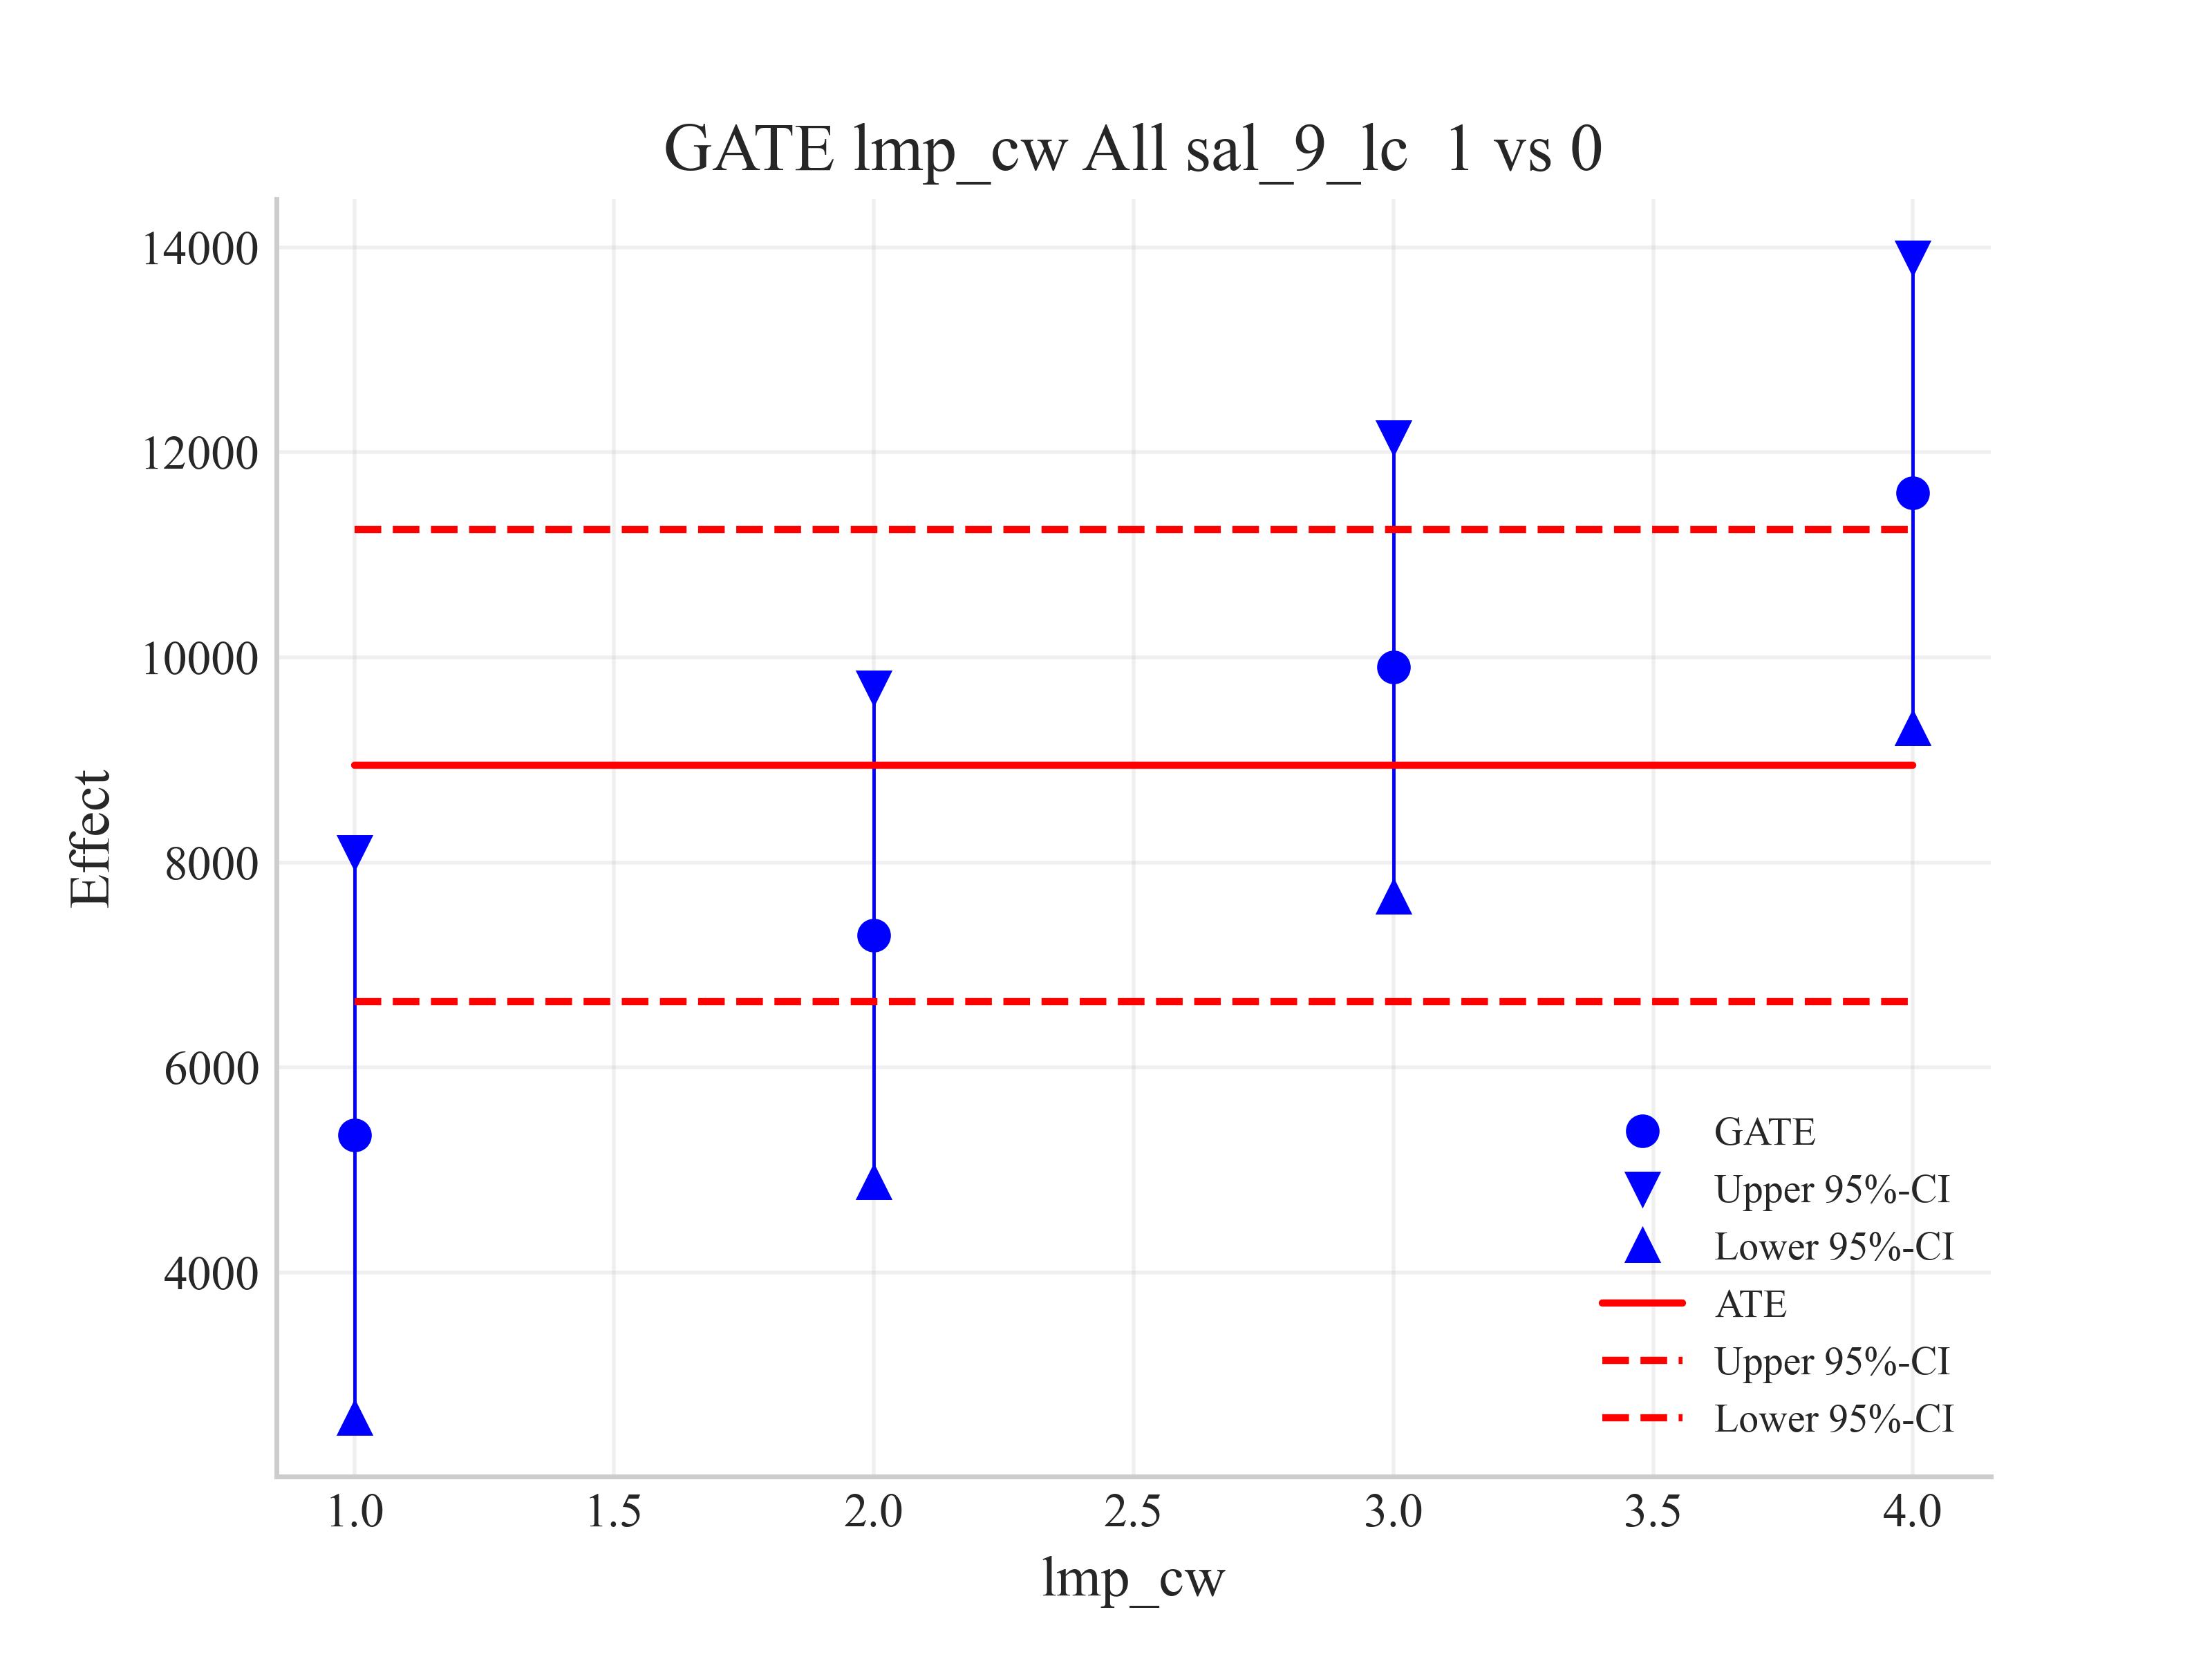 GATE lmp_cw All sal_9_lc  1 vs 0
14000
12000
10000
8000
6000
4000
Effect
GATE
Upper 95%-CI
Lower 95%-CI
ATE
Upper 95%-CI
Lower 95%-CI
1.0 1.5 2.0 2.5 3.0 3.5 4.0
lmp_cw